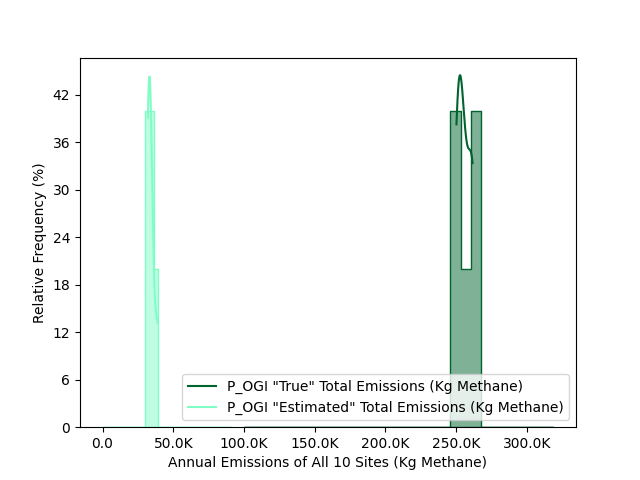 42
36
30
24
18
12
6
0
Relative Frequency (%)
P_OGI "True" Total Emissions (Kg Methane)
P_OGI "Estimated" Total Emissions (Kg Methane)
0.0 50.0K 100.0K 150.0K 200.0K 250.0K 300.0K
Annual Emissions of All 10 Sites (Kg Methane)